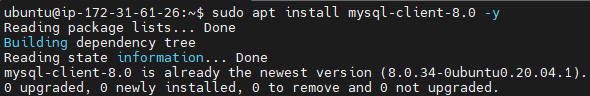 ubuntu@ip-172-31-61-26:~$ sudo apt install mysql-client-8.0 -y
Reading package lists... Done
Building dependency tree
Reading state information... Done
mysql-client-8.0 is already the newest version (8.0.34-0ubuntu0.20.04.1).
0 upgraded, 0 newly installed, 0 to remove and 0 not upgraded.